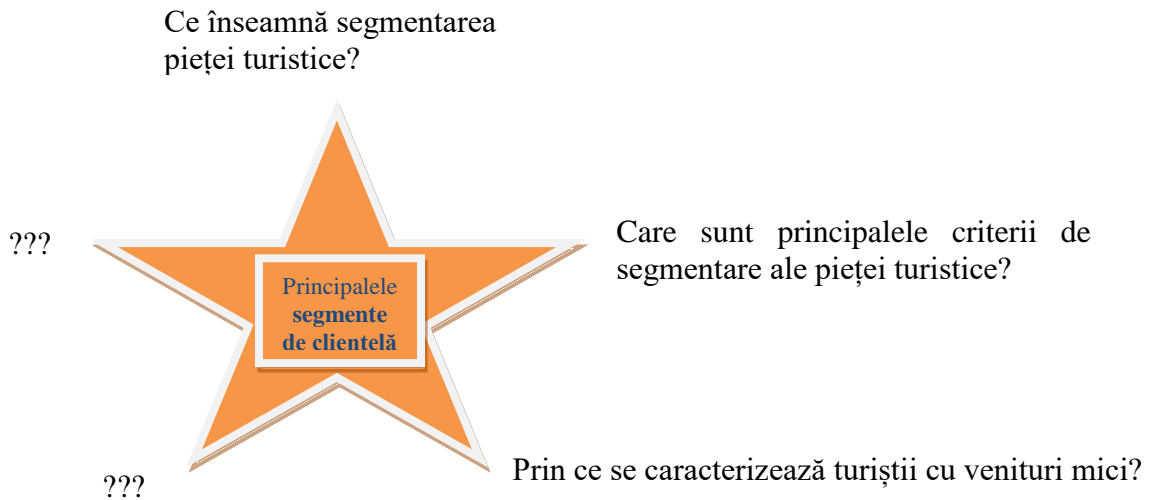 Ce înseamnă segmentarea
pieței turistice?
???
Care sunt principalele criterii de
segmentare ale pieței turistice?
Principalele
segmente
de clientelă
Prin ce se caracterizează turiștii cu venituri mici?
???